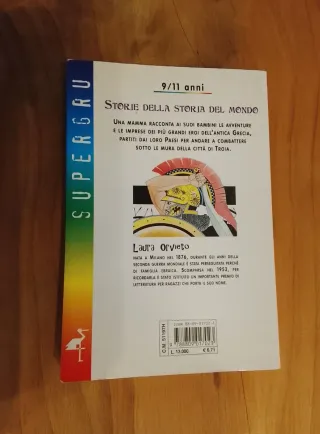 9/11 anni
STORIE DELLA STORIA DEL MONDO
UNA MAMMA RACCONTA AI SUOI BAMBINI LE AVVENTURE
E LE IMPRESE DEI PIÙ GRANDI EROI DELL'ANTICA GRECIA,
PARTITI DAI LORO PAESI PER ANDARE A COMBATTERE
SOTTO LE MURA DELLA CITTÀ DI TROIA.
SUPERGRU
Laura Orvieto
NATA A MILANO NEL 1876, DURANTE GLI ANNI DELLA
SECONDA GUERRA MONDIALE È STATA PERSEGUITATA PERCHÉ
DI FAMIGLIA EBRAICA. SCOMPARSA NEL 1953, PER
RICORDARLA È STATO ISTITUITO UN IMPORTANTE PREMIO DI
LETTERATURA PER RAGAZZI CHE PORTA IL SUO NOME.
L. 13.000
€ 6,71